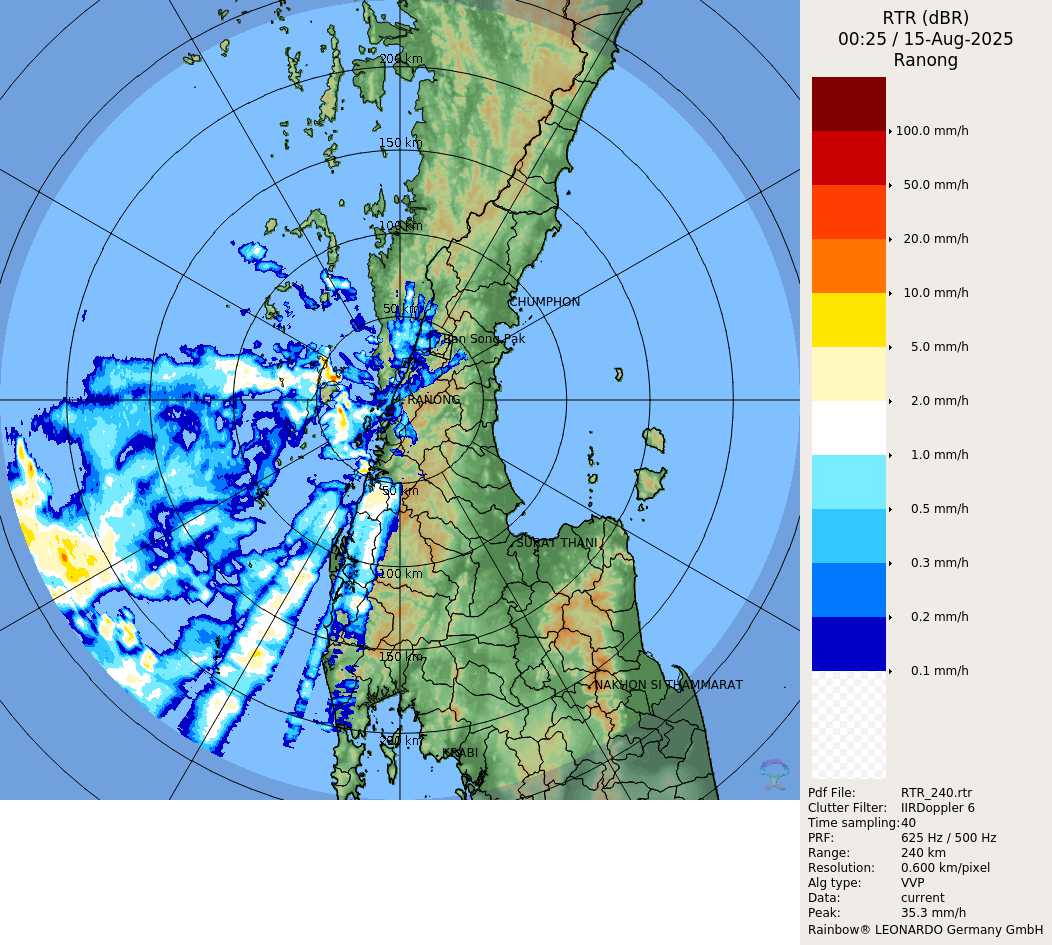 RTR (dBR)
00:25 / 15-Aug-2025
Ranong
100.0 mm/h
50.0 mm/h
20.0 mm/h
10.0 mm/h
5.0 mm/h
2.0 mm/h
1.0 mm/h
0.5 mm/h
0.3 mm/h
0.2 mm/h
0.1 mm/h
200 km
150 km
100 km
CHUMPHON
50 km
Ban Song Pak
RANONG
50 km
SURAT THANI
100 km
150 km
NAKHON SI THAMMARAT
200 km
KRABI
Pdf File: RTR_240.rtr
Clutter Filter: IIRDoppler 6
Time sampling:40
PRF: 625 Hz / 500 Hz
Range: 240 km
Resolution: 0.600 km/pixel
Alg type: VVP
Data: current
Peak: 35.3 mm/h
Rainbow® LEONARDO Germany GmbH